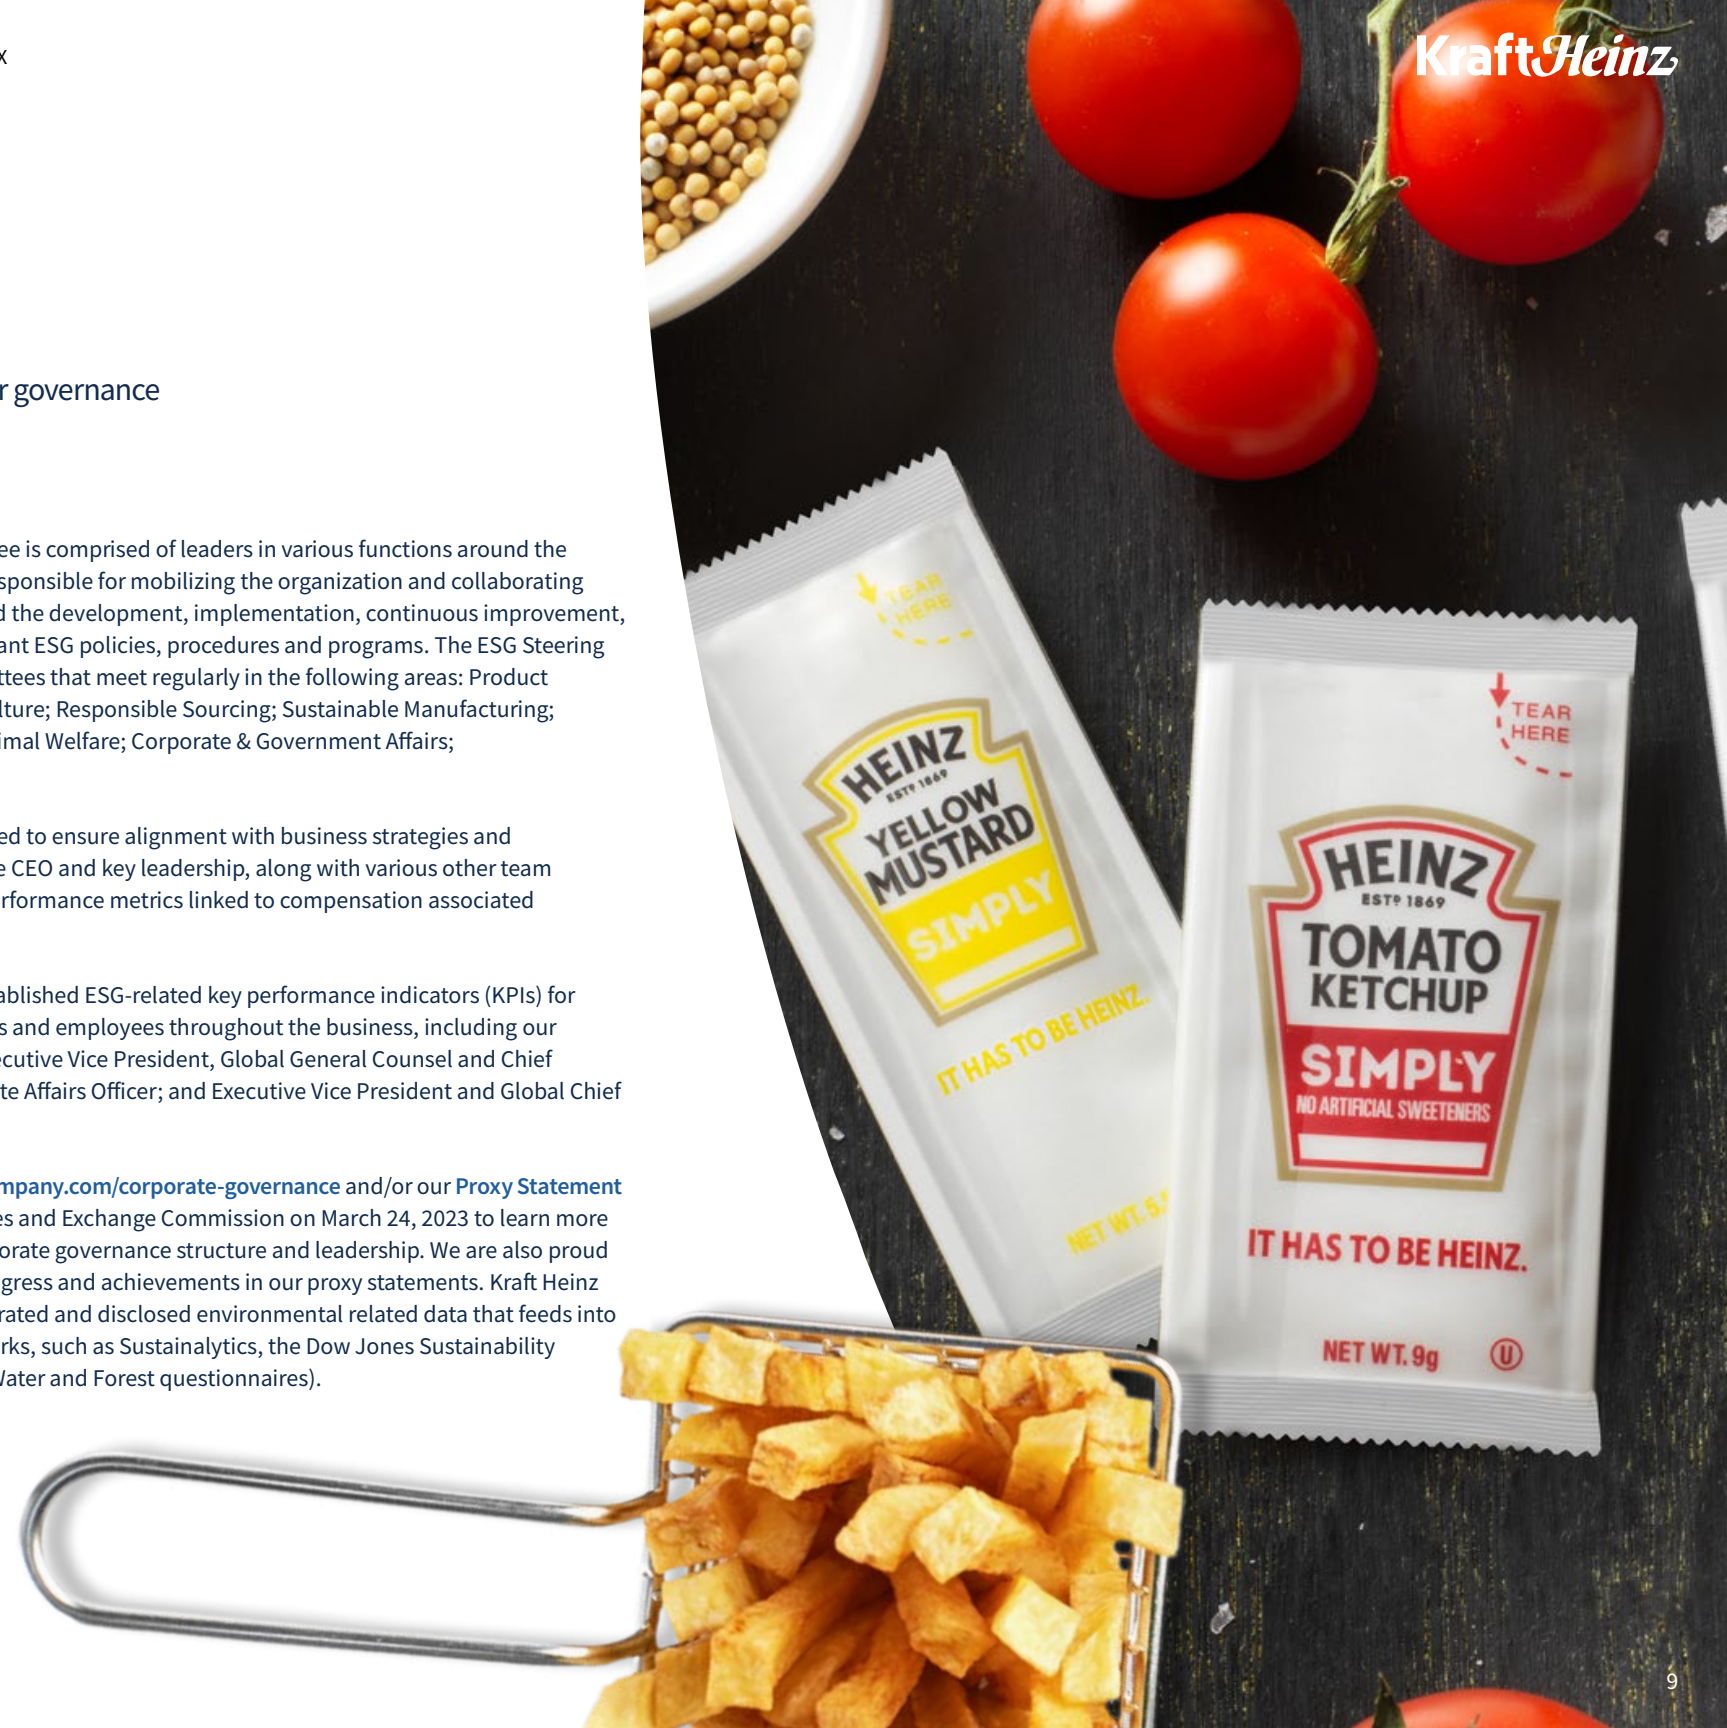 x
KraftHeinz
r governance
ee is comprised of leaders in various functions around the
sponsible for mobilizing the organization and collaborating
d the development, implementation, continuous improvement,
ant ESG policies, procedures and programs. The ESG Steering
ttees that meet regularly in the following areas: Product
lture; Responsible Sourcing; Sustainable Manufacturing;
imal Welfare; Corporate & Government Affairs;
ed to ensure alignment with business strategies and
e CEO and key leadership, along with various other team
rformance metrics linked to compensation associated
ablished ESG-related key performance indicators (KPIs) for
s and employees throughout the business, including our
ecutive Vice President, Global General Counsel and Chief
te Affairs Officer; and Executive Vice President and Global Chief
mpany.com/corporate-governance and/or our Proxy Statement
es and Exchange Commission on March 24, 2023 to learn more
orate governance structure and leadership. We are also proud
gress and achievements in our proxy statements. Kraft Heinz
rated and disclosed environmental related data that feeds into
rks, such as Sustainalytics, the Dow Jones Sustainability
Water and Forest questionnaires).
TEAR
HERE
HEINZ
ESTD 1869
YELLOW
MUSTARD
SIMPLY
IT HAS TO BE HEINZ.
NET WT. 5.
TEAR
HERE
HEINZ
ESTD 1869
TOMATO
KETCHUP
SIMPLY
NO ARTIFICIAL SWEETENERS
IT HAS TO BE HEINZ.
NET WT. 9g
U
9